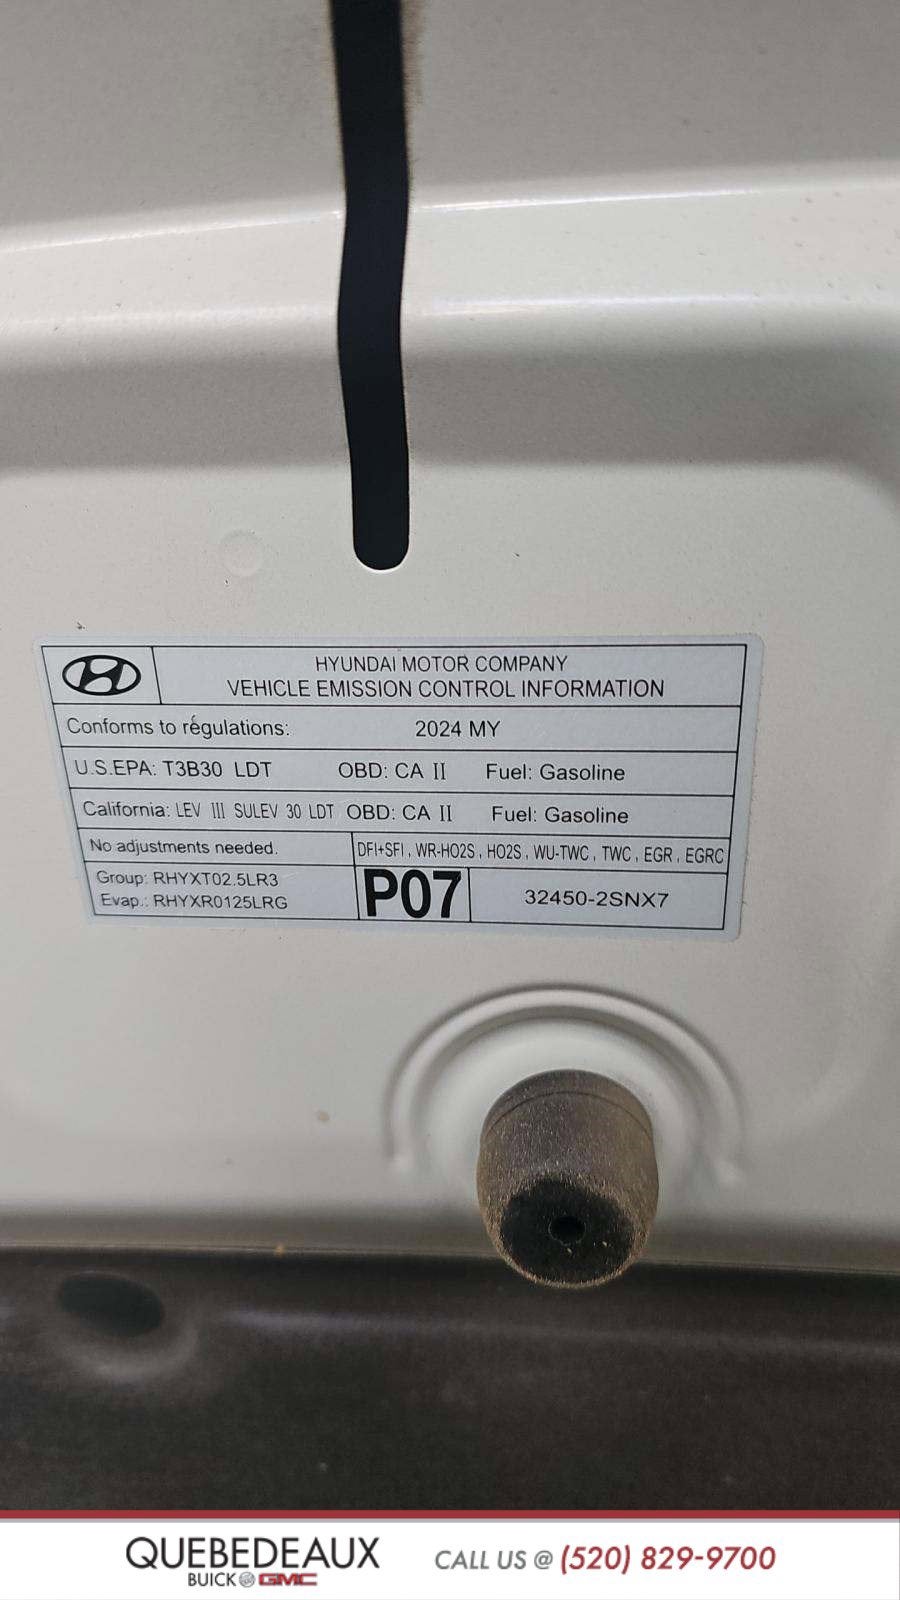 HYUNDAI MOTOR COMPANY
VEHICLE EMISSION CONTROL INFORMATION
Conforms to regulations: 2024 MY
U.S.EPA: T3B30 LDT OBD: CA II Fuel: Gasoline
California: LEV III SULEV 30 LDT OBD: CA II Fuel: Gasoline
No adjustments needed. DFI+SFI , WR-HO2S , HO2S , WU-TWC , TWC , EGR , EGRC
Group: RHYXT02.5LR3
Evap.: RHYXR0125LRG
P07
32450-2SNX7
QUEBEDEAUX
BUICK GMC
CALL US @ (520) 829-9700